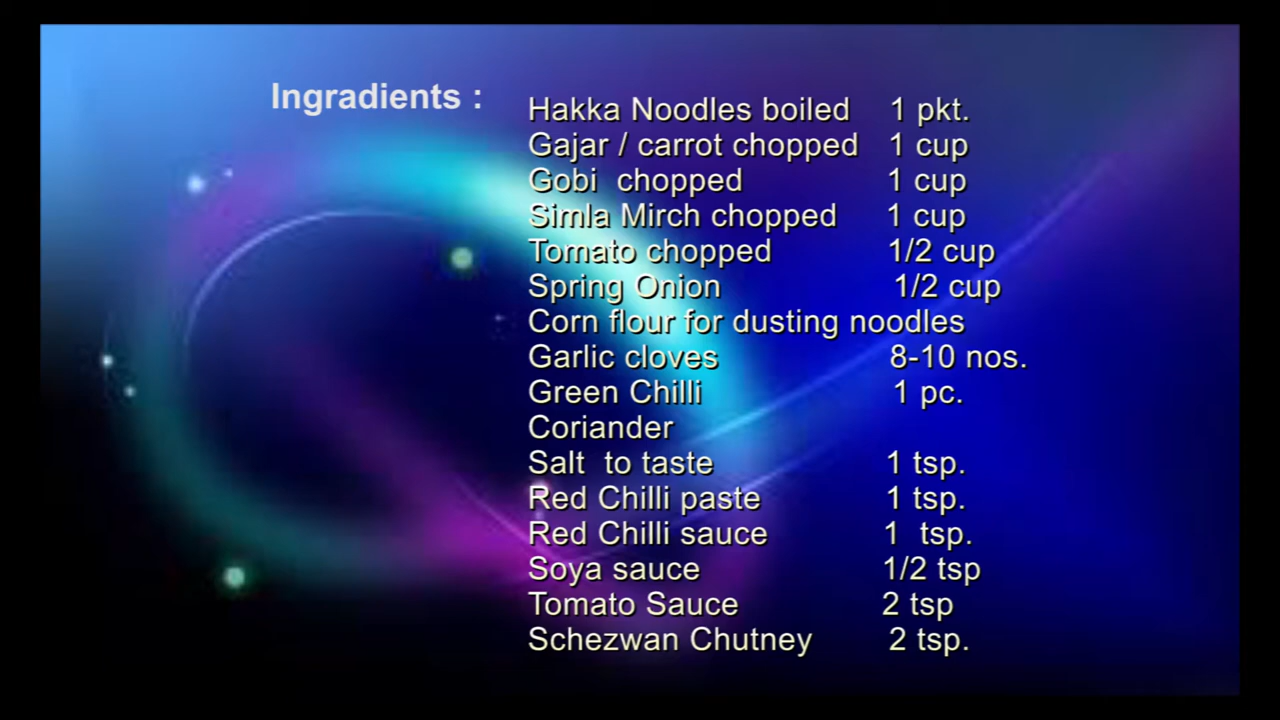 Ingradients :
Hakka Noodles boiled 1 pkt.
Gajar / carrot chopped 1 cup
Gobi chopped 1 cup
Simla Mirch chopped 1 cup
Tomato chopped 1/2 cup
Spring Onion 1/2 cup
Corn flour for dusting noodles
Garlic cloves 8-10 nos.
Green Chilli 1 pc.
Coriander
Salt to taste 1 tsp.
Red Chilli paste 1 tsp.
Red Chilli sauce 1 tsp.
Soya sauce 1/2 tsp
Tomato Sauce 2 tsp
Schezwan Chutney 2 tsp.